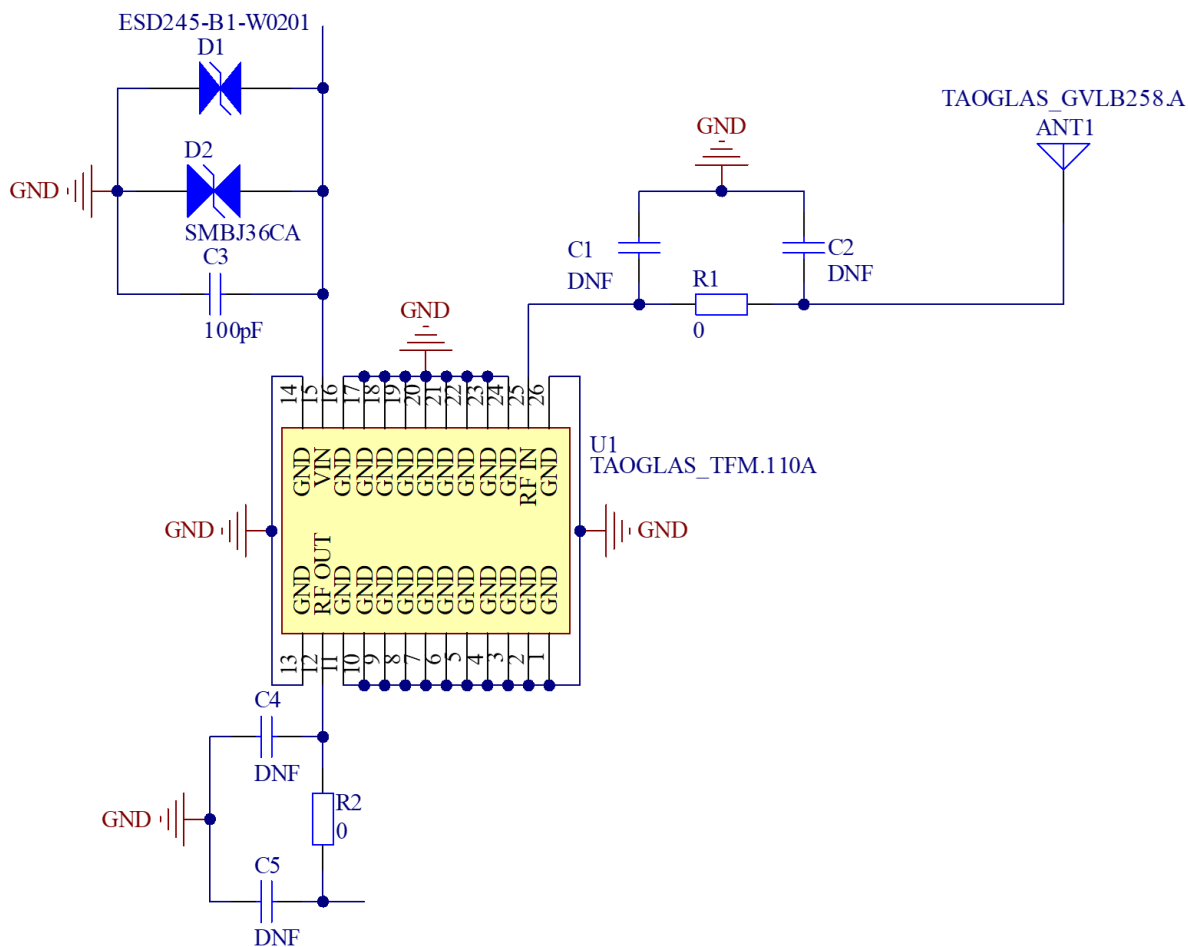 ESD245-B1-W0201
D1
D2
SMBJ36CA
GND
C3
100pF
TAOGLAS_GVLB258.A
ANT1
GND
C1
DNF
C2
DNF
R1
0
GND
14 15 16 17 18 19 20 21 22 23 24 25 26
GND VIN GND GND GND GND GND GND GND GND GND RF IN GND
U1
TAOGLAS_TFM.110A
GND
GND
GND RF OUT GND GND GND GND GND GND GND GND GND GND GND
13 12 11 10 9 8 7 6 5 4 3 2 1
C4
DNF
GND
R2
0
C5
DNF